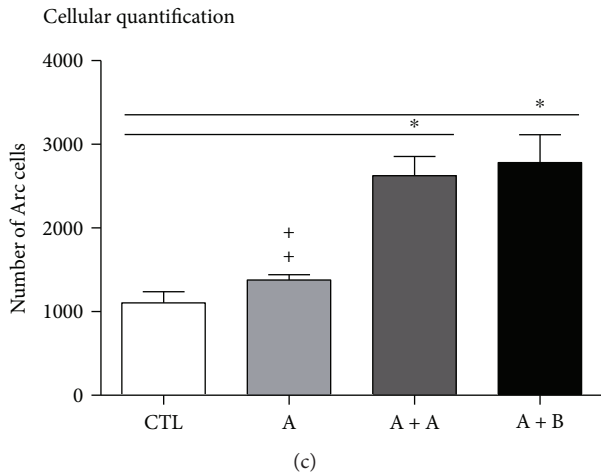 Cellular quantification
Number of Arc cells
4000
3000
2000
1000
0
*
*
+
+
CTL
A
A + A
A + B
(c)